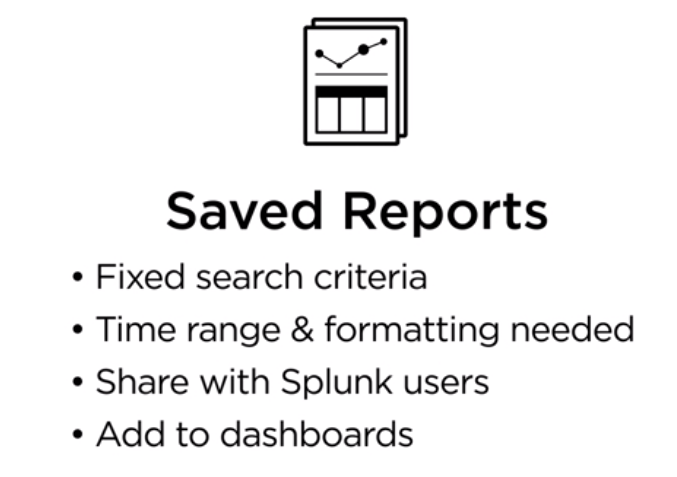 Saved Reports
• Fixed search criteria
• Time range & formatting needed
• Share with Splunk users
• Add to dashboards